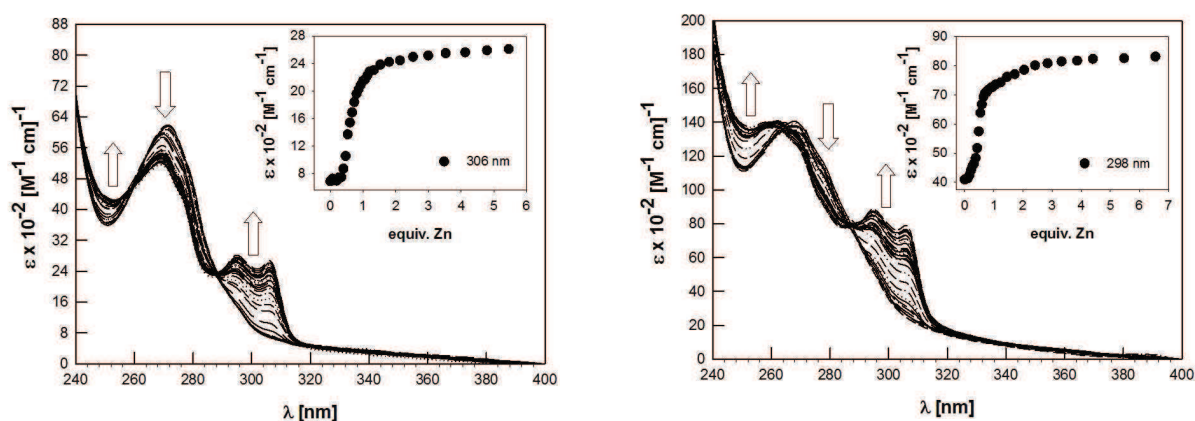 ε x 10⁻² [M⁻¹ cm]⁻¹
88
80
72
64
56
48
40
32
24
16
8
0
240 260 280 300 320 340 360 380 400
λ [nm]
ε x 10⁻² [M⁻¹ cm⁻¹]
28
24
20
16
12
8
0 1 2 3 4 5 6
equiv. Zn
306 nm
ε x 10⁻² [M⁻¹ cm]⁻¹
200
180
160
140
120
100
80
60
40
20
0
240 260 280 300 320 340 360 380 400
λ [nm]
ε x 10⁻² [M⁻¹ cm⁻¹]
90
80
70
60
50
40
0 1 2 3 4 5 6 7
equiv. Zn
298 nm